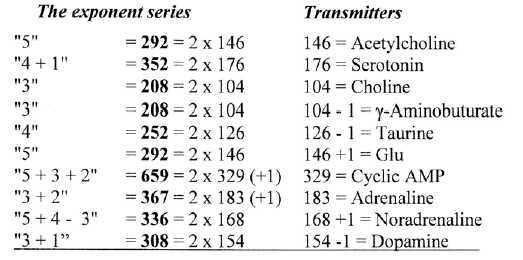 The exponent series Transmitters
"5" = 292 = 2 x 146 146 = Acetylcholine
"4 + 1" = 352 = 2 x 176 176 = Serotonin
"3" = 208 = 2 x 104 104 = Choline
"3" = 208 = 2 x 104 104 - 1 = γ-Aminobuturate
"4" = 252 = 2 x 126 126 - 1 = Taurine
"5" = 292 = 2 x 146 146 +1 = Glu
"5 + 3 + 2" = 659 = 2 x 329 (+1) 329 = Cyclic AMP
"3 + 2" = 367 = 2 x 183 (+1) 183 = Adrenaline
"5 + 4 - 3" = 336 = 2 x 168 168 +1 = Noradrenaline
"3 + 1” = 308 = 2 x 154 154 -1 = Dopamine